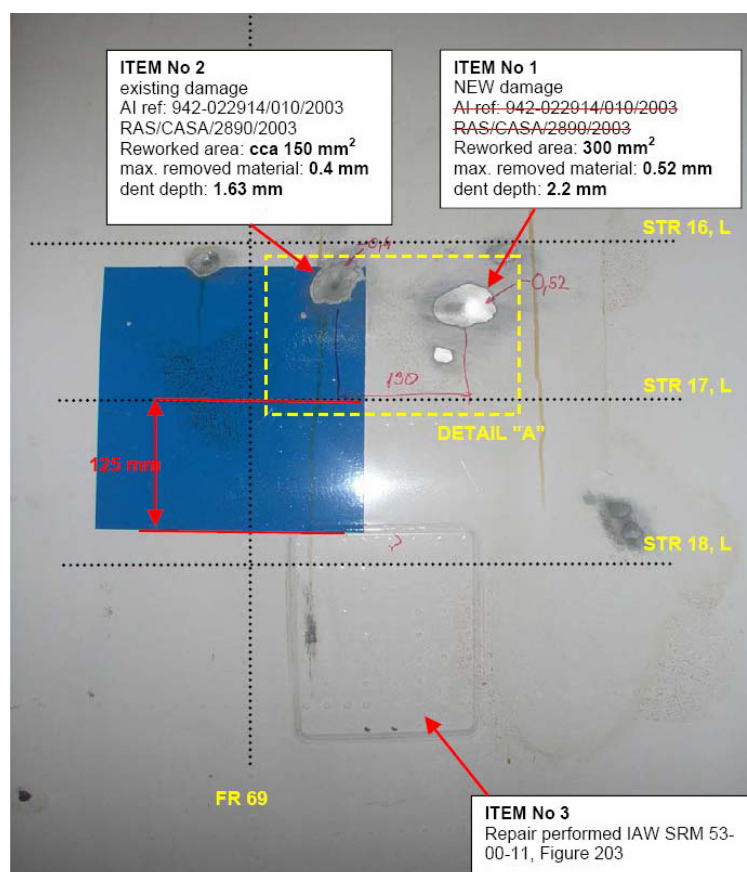 ITEM No 2
existing damage
AI ref: 942-022914/010/2003
RAS/CASA/2890/2003
Reworked area: cca 150 mm²
max. removed material: 0.4 mm
dent depth: 1.63 mm
ITEM No 1
NEW damage
AI ref: 942-022914/010/2003
RAS/CASA/2890/2003
Reworked area: 300 mm²
max. removed material: 0.52 mm
dent depth: 2.2 mm
STR 16, L
0,4
0,52
190
STR 17, L
DETAIL "A"
125 mm
STR 18, L
FR 69
ITEM No 3
Repair performed IAW SRM 53-
00-11, Figure 203